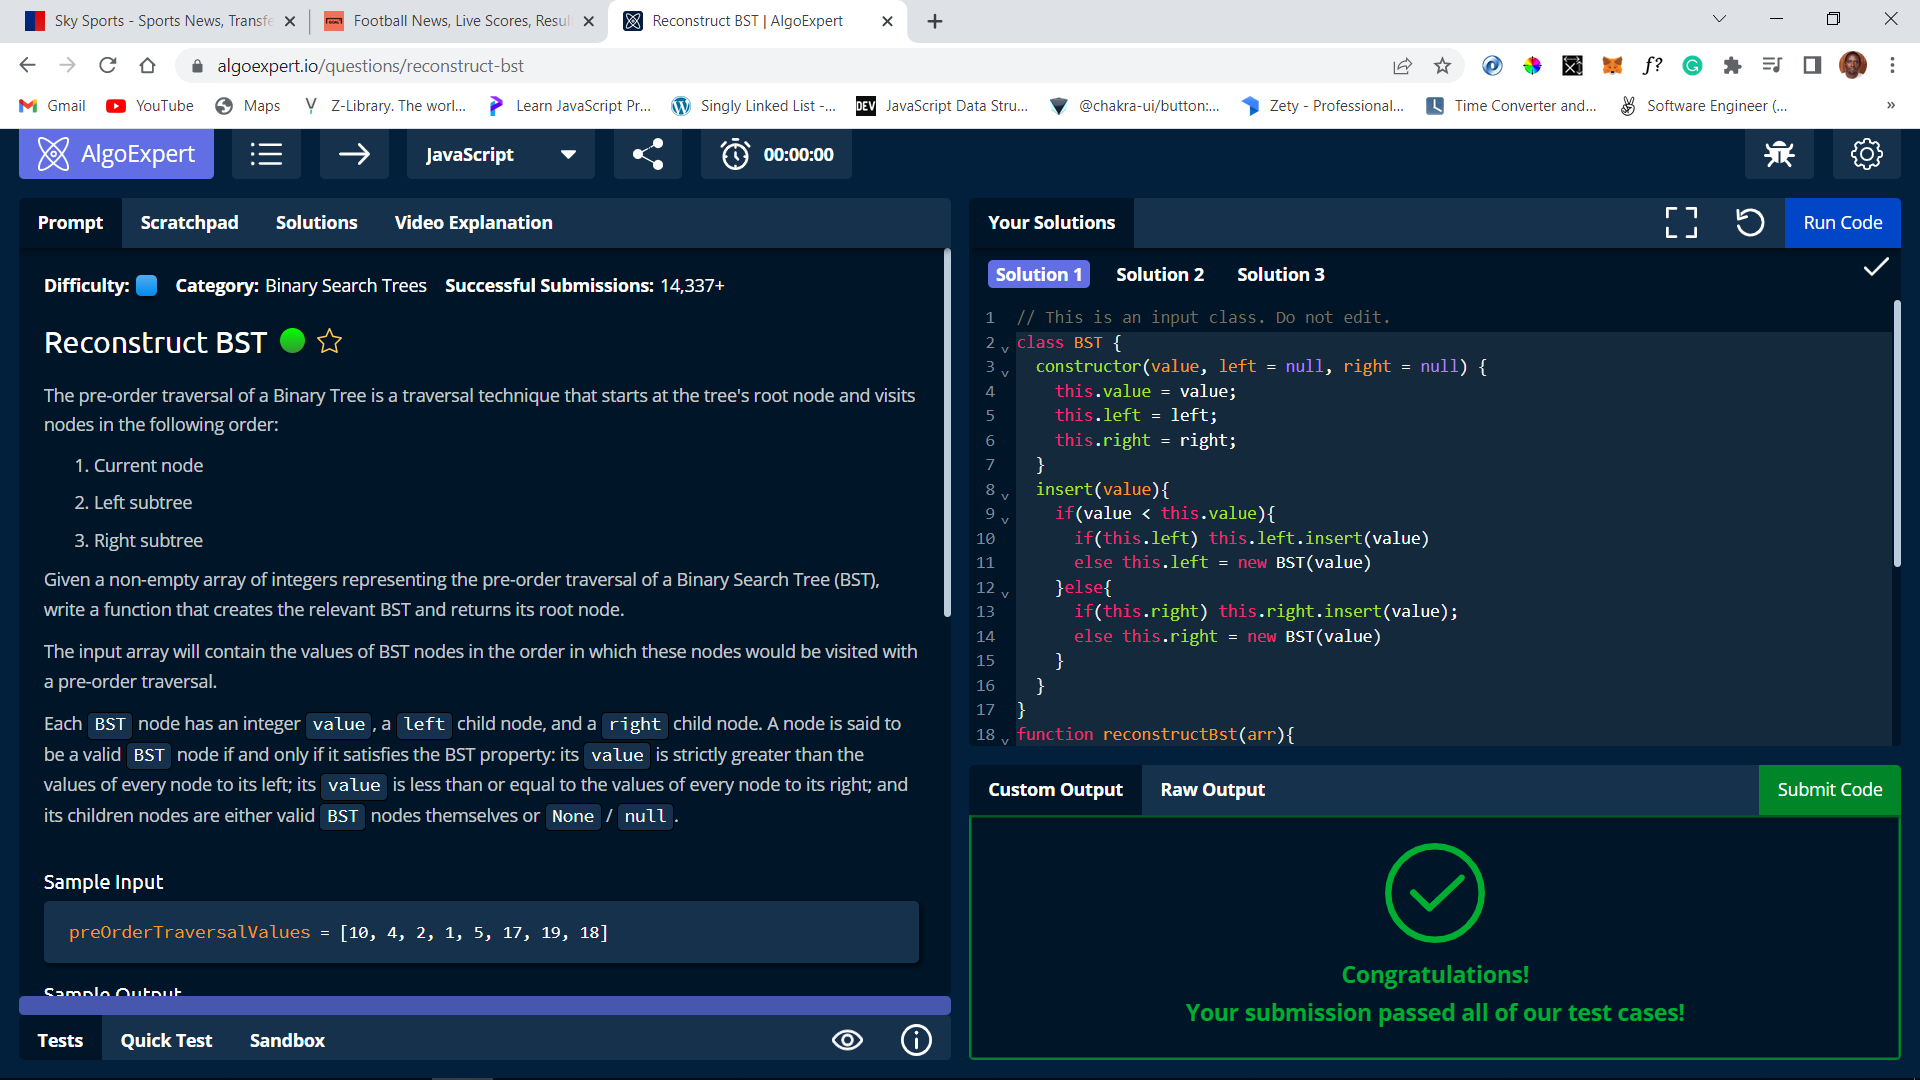 Sky Sports - Sports News, Transfe
Football News, Live Scores, Resul
Reconstruct BST | AlgoExpert
algoexpert.io/questions/reconstruct-bst
Gmail
YouTube
Maps
Z-Library. The worl...
Learn JavaScript Pr...
Singly Linked List -...
JavaScript Data Stru...
@chakra-ui/button:...
Zety - Professional...
Time Converter and...
Software Engineer (...
»
AlgoExpert
JavaScript
00:00:00
Prompt
Scratchpad
Solutions
Video Explanation
Difficulty:
Category: Binary Search Trees
Successful Submissions: 14,337+
Reconstruct BST
The pre-order traversal of a Binary Tree is a traversal technique that starts at the tree's root node and visits
nodes in the following order:
1. Current node
2. Left subtree
3. Right subtree
Given a non-empty array of integers representing the pre-order traversal of a Binary Search Tree (BST),
write a function that creates the relevant BST and returns its root node.
The input array will contain the values of BST nodes in the order in which these nodes would be visited with
a pre-order traversal.
Each BST node has an integer value, a left child node, and a right child node. A node is said to
be a valid BST node if and only if it satisfies the BST property: its value is strictly greater than the
values of every node to its left; its value is less than or equal to the values of every node to its right; and
its children nodes are either valid BST nodes themselves or None / null.
Sample Input
preOrderTraversalValues = [10, 4, 2, 1, 5, 17, 19, 18]
Sample Output
Tests
Quick Test
Sandbox
Your Solutions
Run Code
Solution 1
Solution 2
Solution 3
1 // This is an input class. Do not edit.
2 class BST {
3 constructor(value, left = null, right = null) {
4 this.value = value;
5 this.left = left;
6 this.right = right;
7 }
8 insert(value){
9 if(value < this.value){
10 if(this.left) this.left.insert(value)
11 else this.left = new BST(value)
12 }else{
13 if(this.right) this.right.insert(value);
14 else this.right = new BST(value)
15 }
16 }
17 }
18 function reconstructBst(arr){
Custom Output
Raw Output
Submit Code
Congratulations!
Your submission passed all of our test cases!